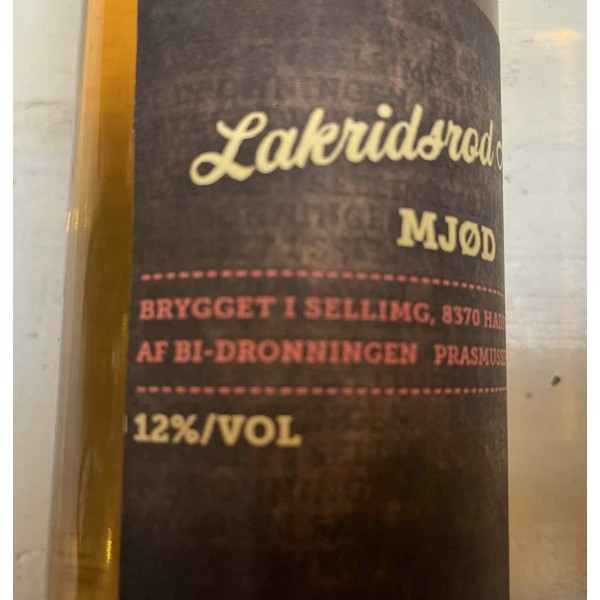 Lakridsrod
MJØD
BRYGGET I SELLIMG, 8370
AF BI-DRONNINGEN
12%/VOL